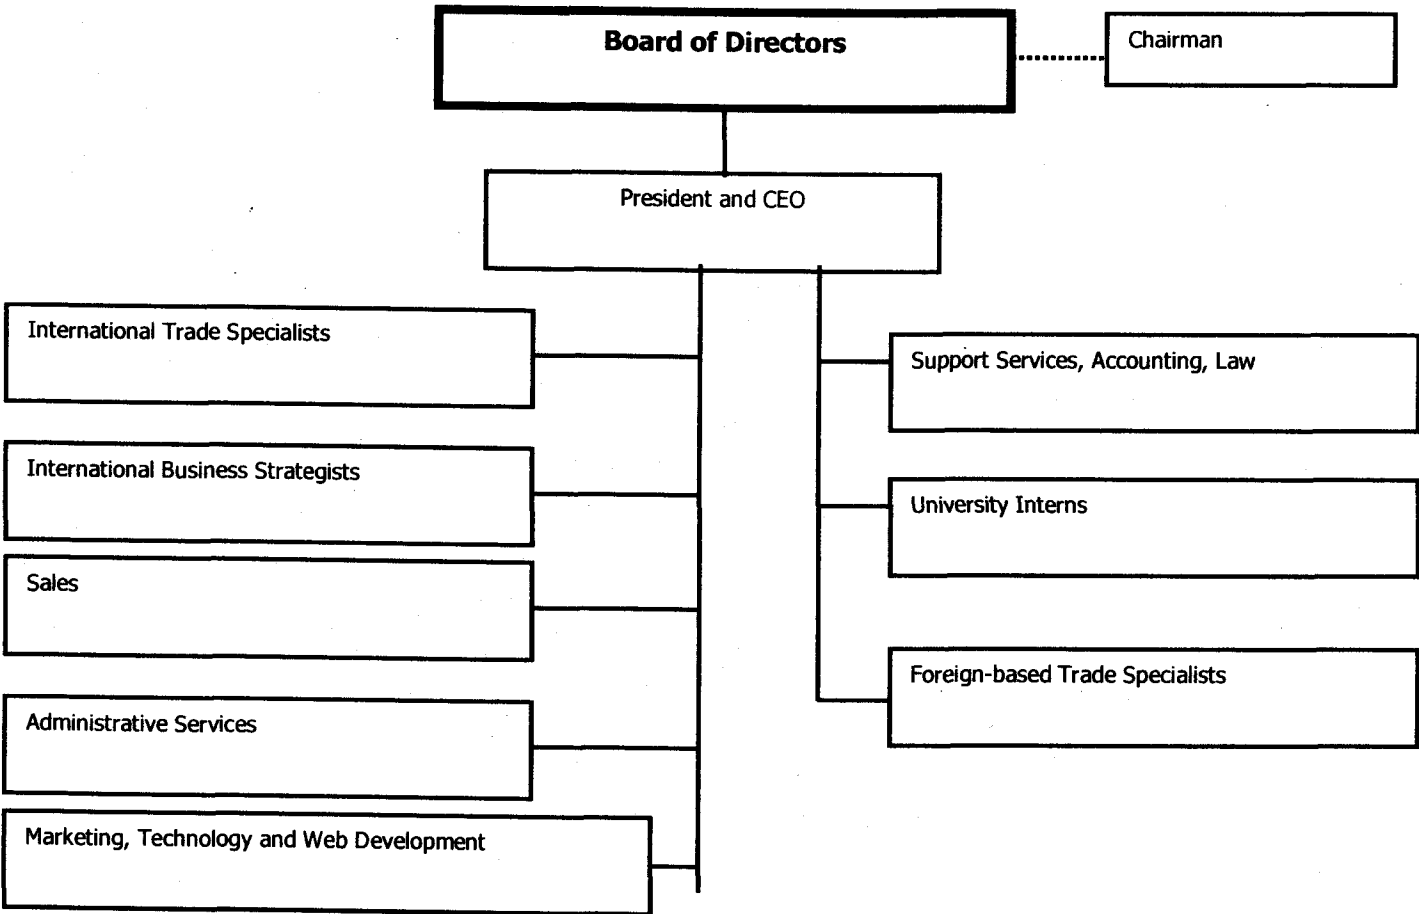 Board of Directors
Chairman
President and CEO
International Trade Specialists
Support Services, Accounting, Law
International Business Strategists
University Interns
Sales
Foreign-based Trade Specialists
Administrative Services
Marketing, Technology and Web Development